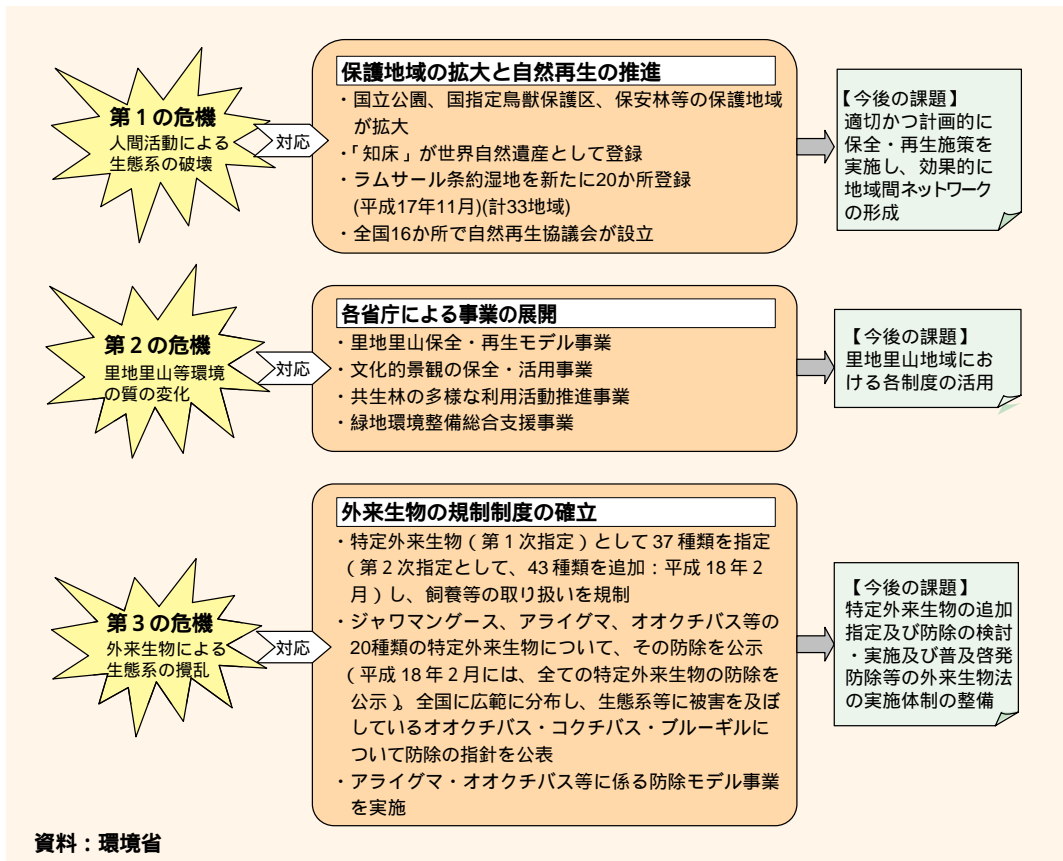 第1の危機
人間活動による
生態系の破壊
対応
保護地域の拡大と自然再生の推進
・国立公園、国指定鳥獣保護区、保安林等の保護地域
が拡大
・「知床」が世界自然遺産として登録
・ラムサール条約湿地を新たに20か所登録
(平成17年11月)(計33地域)
・全国16か所で自然再生協議会が設立
【今後の課題】
適切かつ計画的に
保全・再生施策を
実施し、効果的に
地域間ネットワーク
の形成
第2の危機
里地里山等環境
の質の変化
対応
各省庁による事業の展開
・里地里山保全・再生モデル事業
・文化的景観の保全・活用事業
・共生林の多様な利用活動推進事業
・緑地環境整備総合支援事業
【今後の課題】
里地里山地域にお
ける各制度の活用
第3の危機
外来生物による
生態系の攪乱
対応
外来生物の規制制度の確立
・特定外来生物(第1次指定)として37種類を指定
(第2次指定として、43種類を追加:平成18年2
月)し、飼養等の取り扱いを規制
・ジャワマングース、アライグマ、オオクチバス等の
20種類の特定外来生物について、その防除を公示
(平成18年2月には、全ての特定外来生物の防除を
公示)。全国に広範に分布し、生態系等に被害を及ぼ
しているオオクチバス・コクチバス・ブルーギルに
ついて防除の指針を公表
・アライグマ・オオクチバス等に係る防除モデル事業
を実施
【今後の課題】
特定外来生物の追加
指定及び防除の検討
・実施及び普及啓発
防除等の外来生物法
の実施体制の整備
資料:環境省